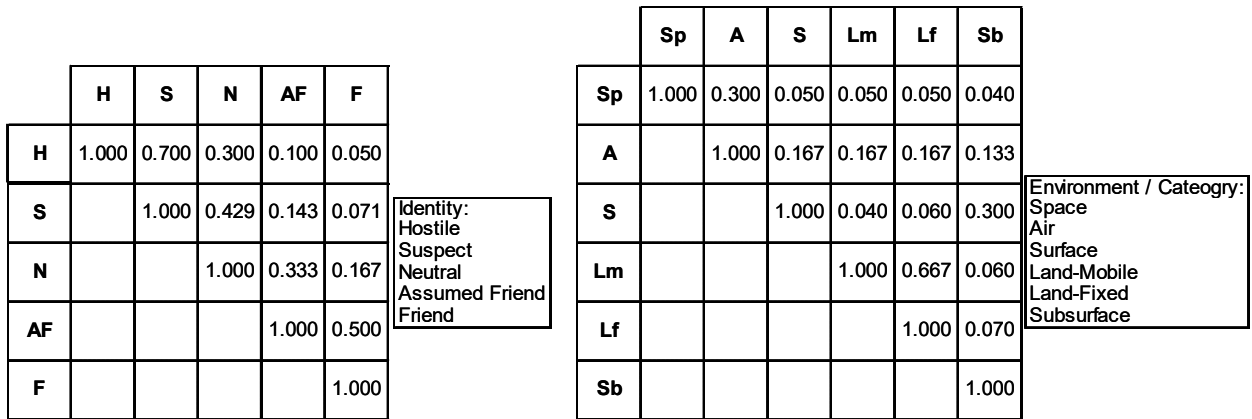 H S N AF F
H 1.000 0.700 0.300 0.100 0.050
S 1.000 0.429 0.143 0.071
N 1.000 0.333 0.167
AF 1.000 0.500
F 1.000
Identity:
Hostile
Suspect
Neutral
Assumed Friend
Friend
Sp A S Lm Lf Sb
Sp 1.000 0.300 0.050 0.050 0.050 0.040
A 1.000 0.167 0.167 0.167 0.133
S 1.000 0.040 0.060 0.300
Lm 1.000 0.667 0.060
Lf 1.000 0.070
Sb 1.000
Environment / Cateogry:
Space
Air
Surface
Land-Mobile
Land-Fixed
Subsurface